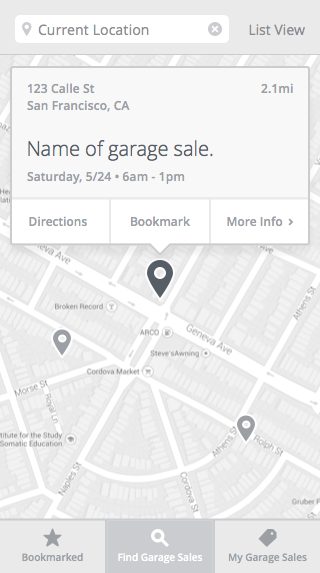 Current Location
List View
123 Calle St
2.1mi
San Francisco, CA
Name of garage sale.
Saturday, 5/24 • 6am - 1pm
Directions
Bookmark
More Info ›
eva Ave
Broken Record
ARCO
Geneva Ave
Athens St
Steve'sAwning
Cordova Market
Morse St
Royal Ln
Athens St
Rolph St
itute for the Study
Somatic Education
Naples St
Cordova St
Gruber F
Bookmarked
Find Garage Sales
My Garage Sales